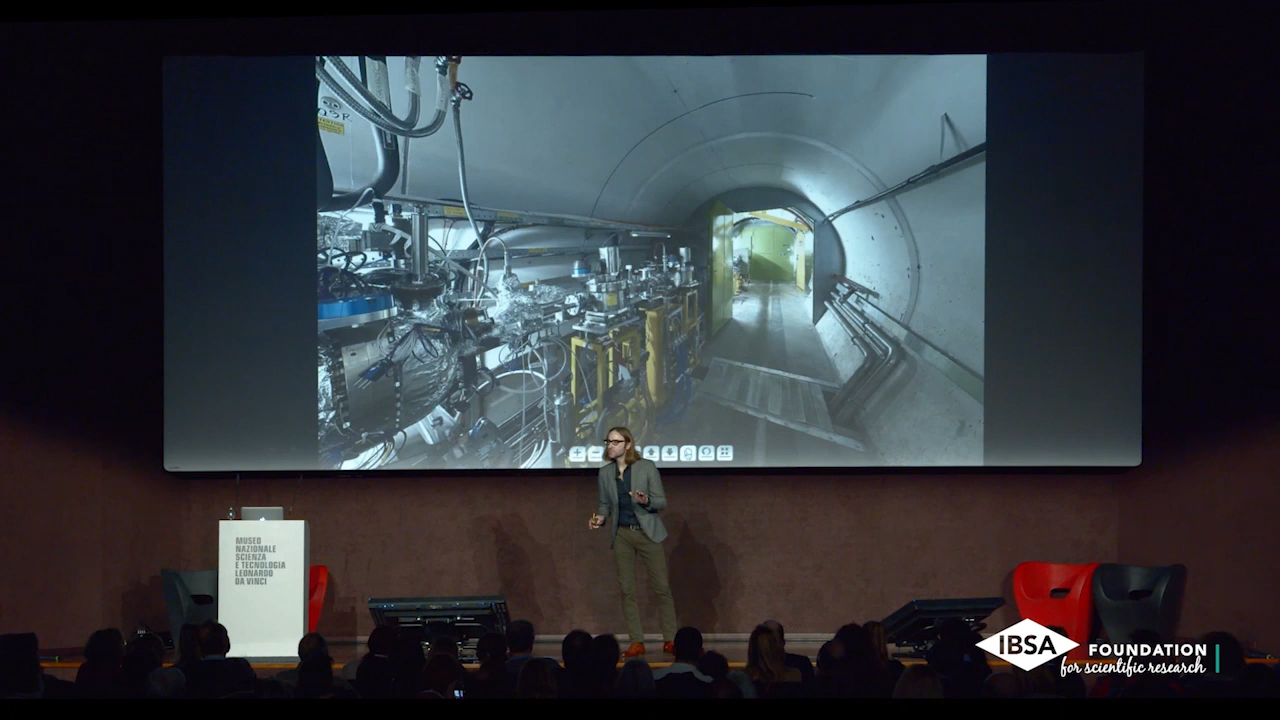 MUSEO
NAZIONALE
SCIENZA
E TECNOLOGIA
LEONARDO
DA VINCI
IBSA FOUNDATION
for scientific research